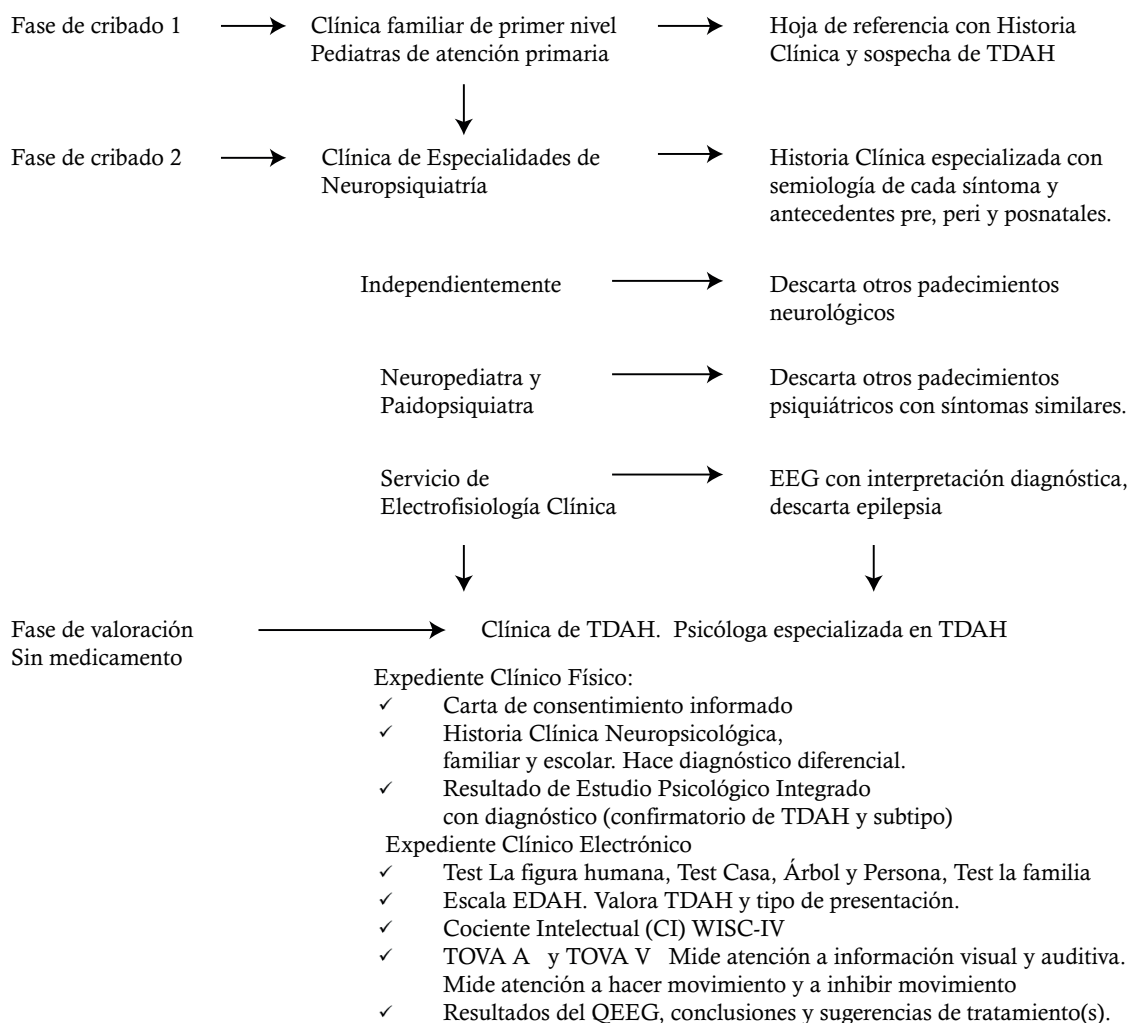 Fase de cribado 1
Clínica familiar de primer nivel
Pediatras de atención primaria
Hoja de referencia con Historia
Clínica y sospecha de TDAH
Fase de cribado 2
Clínica de Especialidades de
Neuropsiquiatría
Historia Clínica especializada con
semiología de cada síntoma y
antecedentes pre, peri y posnatales.
Independientemente
Descarta otros padecimientos
neurológicos
Neuropediatra y
Paidopsiquiatra
Descarta otros padecimientos
psiquiátricos con síntomas similares.
Servicio de
Electrofisiología Clínica
EEG con interpretación diagnóstica,
descarta epilepsia
Fase de valoración
Sin medicamento
Clínica de TDAH. Psicóloga especializada en TDAH
Expediente Clínico Físico:
✓ Carta de consentimiento informado
✓ Historia Clínica Neuropsicológica,
familiar y escolar. Hace diagnóstico diferencial.
✓ Resultado de Estudio Psicológico Integrado
con diagnóstico (confirmatorio de TDAH y subtipo)
Expediente Clínico Electrónico
✓ Test La figura humana, Test Casa, Árbol y Persona, Test la familia
✓ Escala EDAH. Valora TDAH y tipo de presentación.
✓ Cociente Intelectual (CI) WISC-IV
✓ TOVA A y TOVA V Mide atención a información visual y auditiva.
Mide atención a hacer movimiento y a inhibir movimiento
✓ Resultados del QEEG, conclusiones y sugerencias de tratamiento(s).